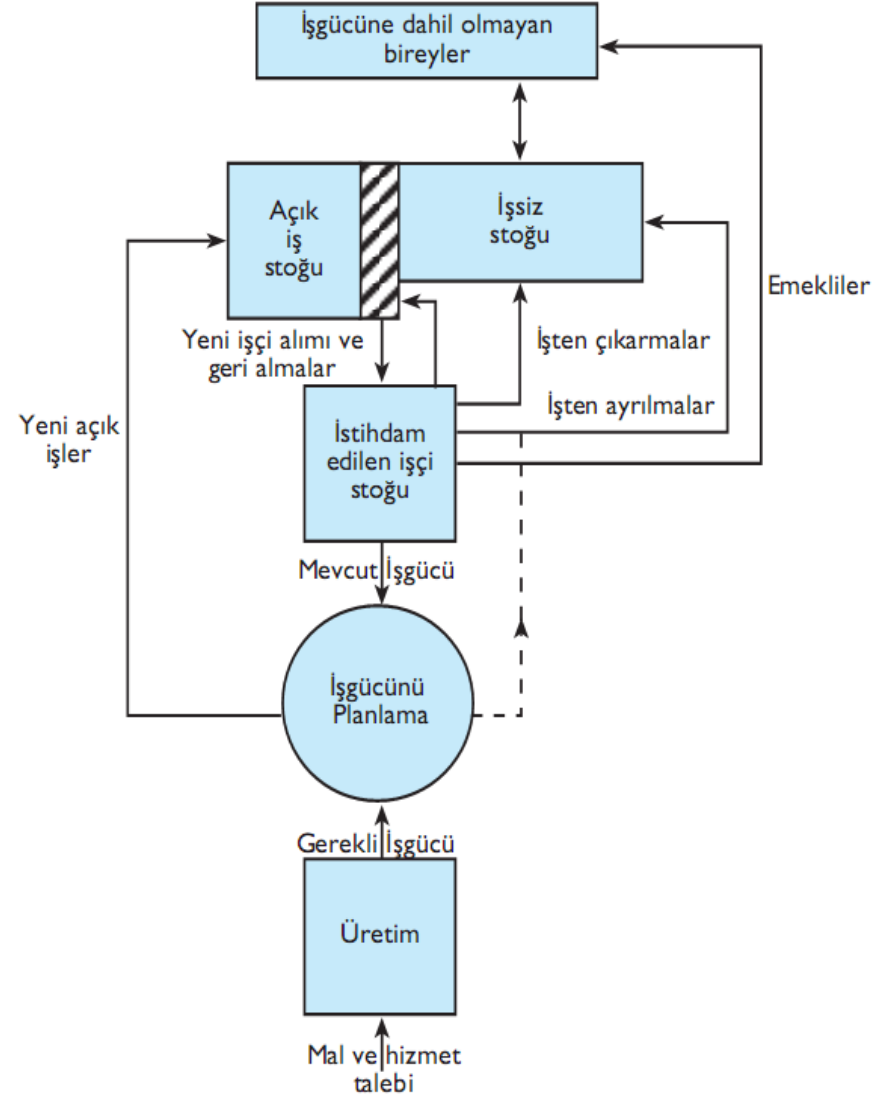 İşgücüne dahil olmayan
bireyler
Açık
iş
stoğu
İşsiz
stoğu
Emekliler
Yeni işçi alımı ve
geri almalar
İşten çıkarmalar
İşten ayrılmalar
Yeni açık
işler
İstihdam
edilen işçi
stoğu
Mevcut İşgücü
İşgücünü
Planlama
Gerekli İşgücü
Üretim
Mal ve hizmet
talebi